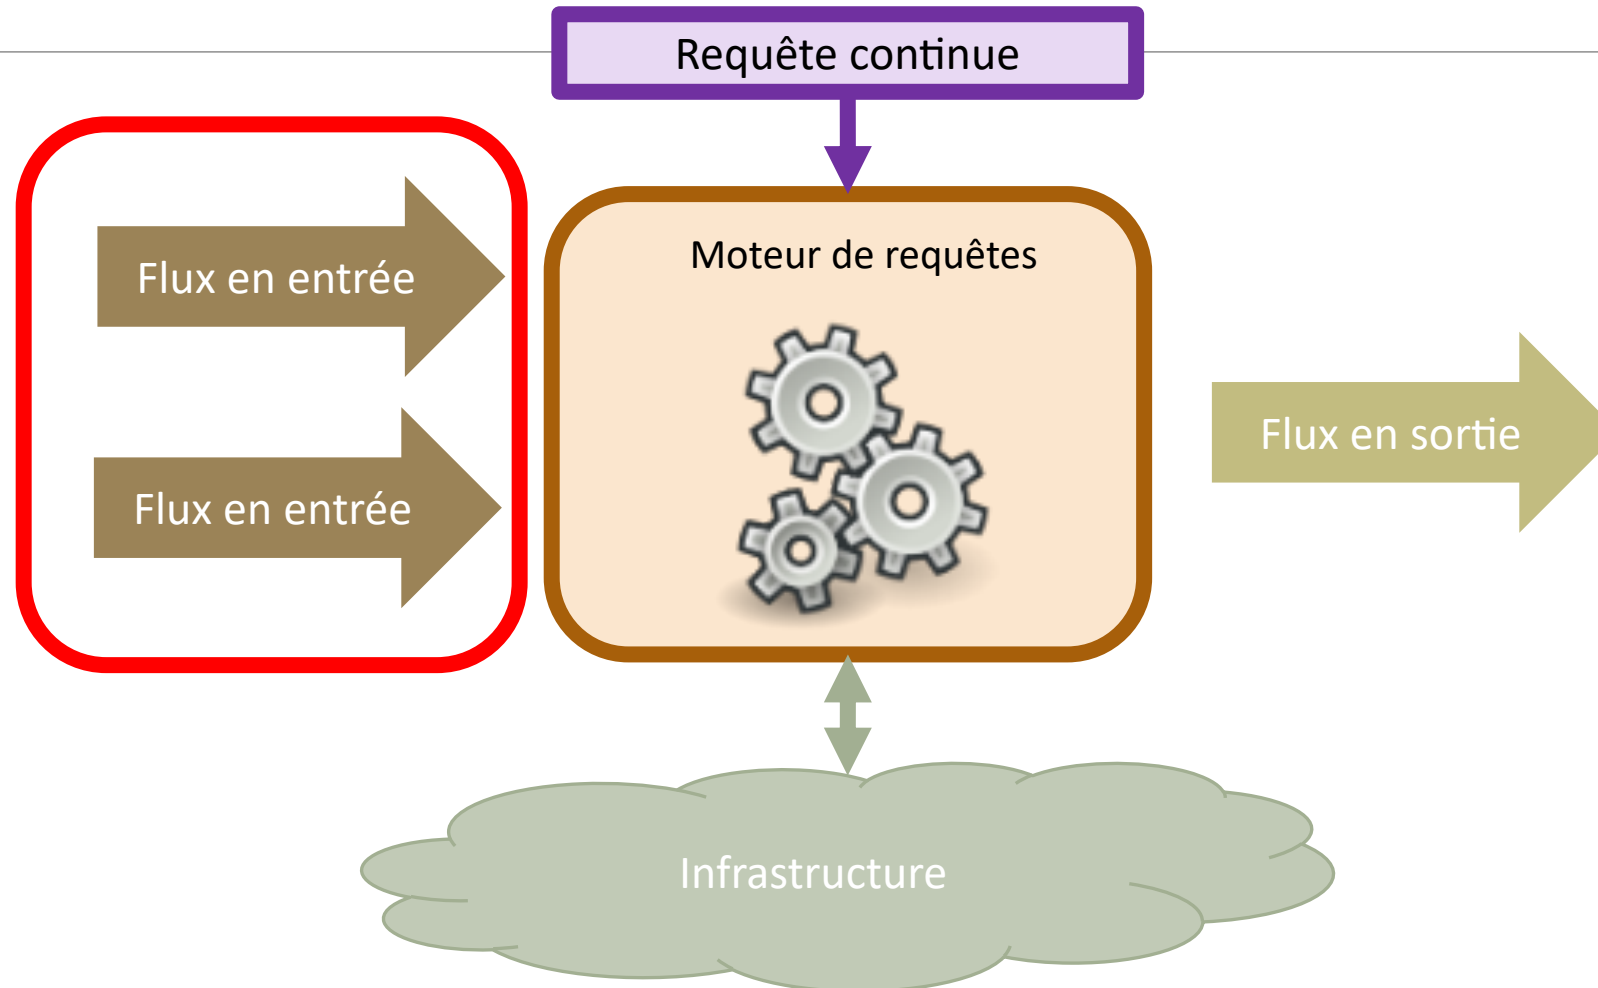 Requête continue
Flux en entrée
Moteur de requêtes
Flux en sortie
Flux en entrée
Infrastructure